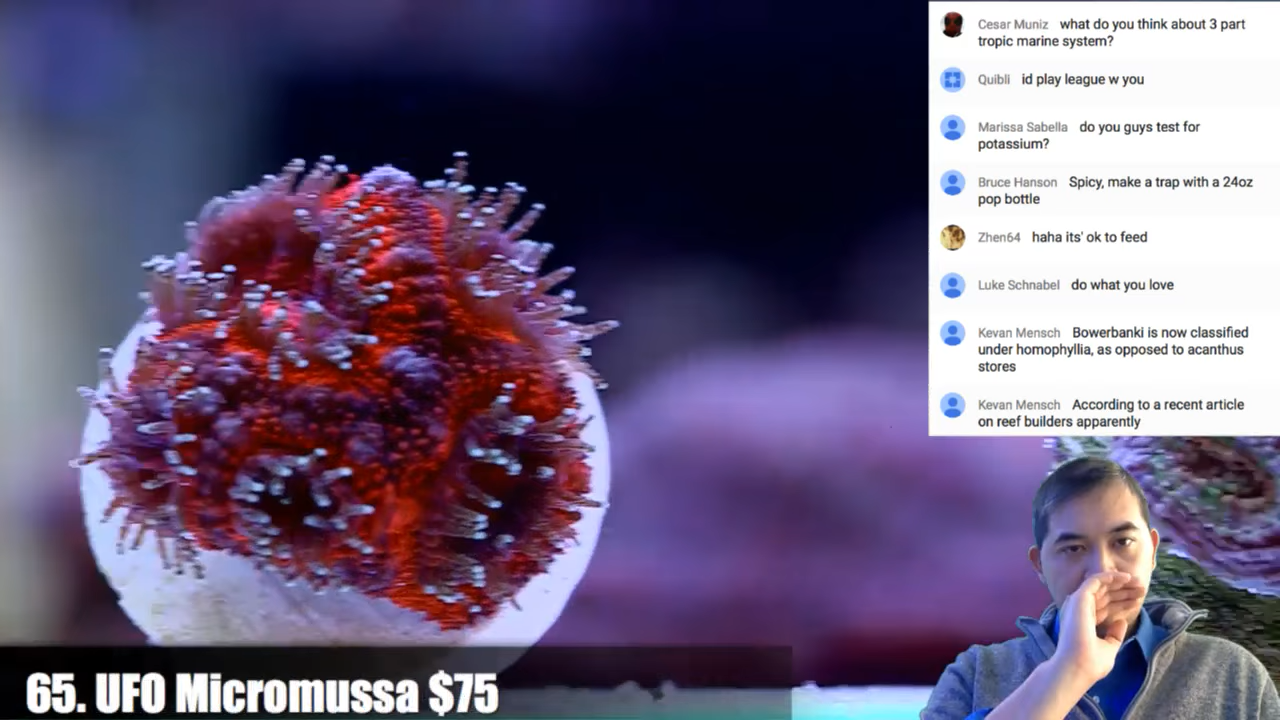 Cesar Muniz what do you think about 3 part
tropic marine system?
Quibli id play league w you
Marissa Sabella do you guys test for
potassium?
Bruce Hanson Spicy, make a trap with a 24oz
pop bottle
Zhen64 haha its' ok to feed
Luke Schnabel do what you love
Kevan Mensch Bowerbanki is now classified
under homophyllia, as opposed to acanthus
stores
Kevan Mensch According to a recent article
on reef builders apparently
65. UFO Micromussa $75